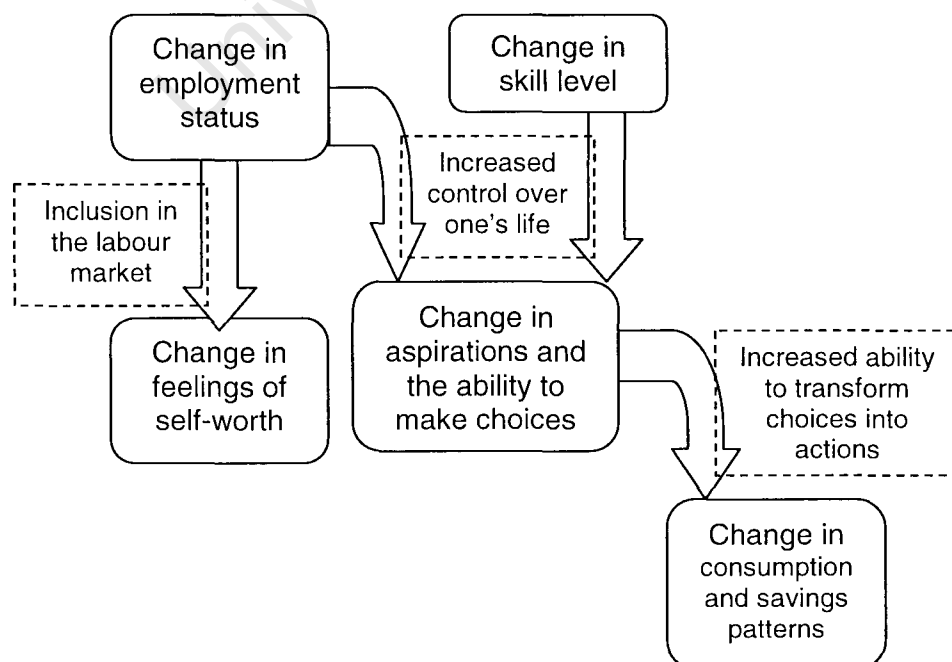 Change in
employment
status
Change in
skill level
Increased
control over
one's life
Inclusion in
the labour
market
Change in
feelings of
self-worth
Change in
aspirations and
the ability to
make choices
Increased ability
to transform
choices into
actions
Change in
consumption
and savings
patterns